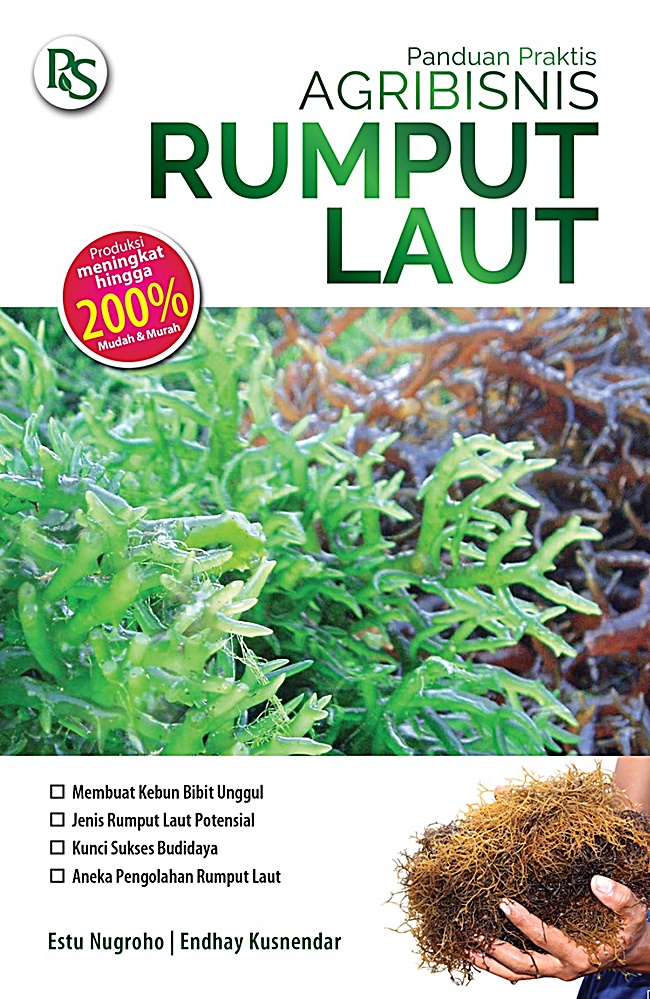 PS
Panduan Praktis
AGRIBISNIS
RUMPUT
LAUT
Produksi
meningkat
hingga
200%
Mudah & Murah
Membuat Kebun Bibit Unggul
Jenis Rumput Laut Potensial
Kunci Sukses Budidaya
Aneka Pengolahan Rumput Laut
Estu Nugroho | Endhay Kusnendar